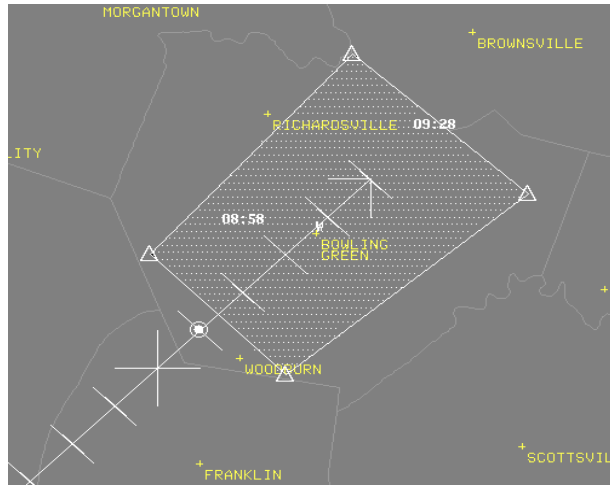 MORGANTOWN
BROWNSVILLE
RICHARDSVILLE
09:28
LITY
08:58
W
BOWLING
GREEN
WOODBURN
SCOTTSVIL
FRANKLIN